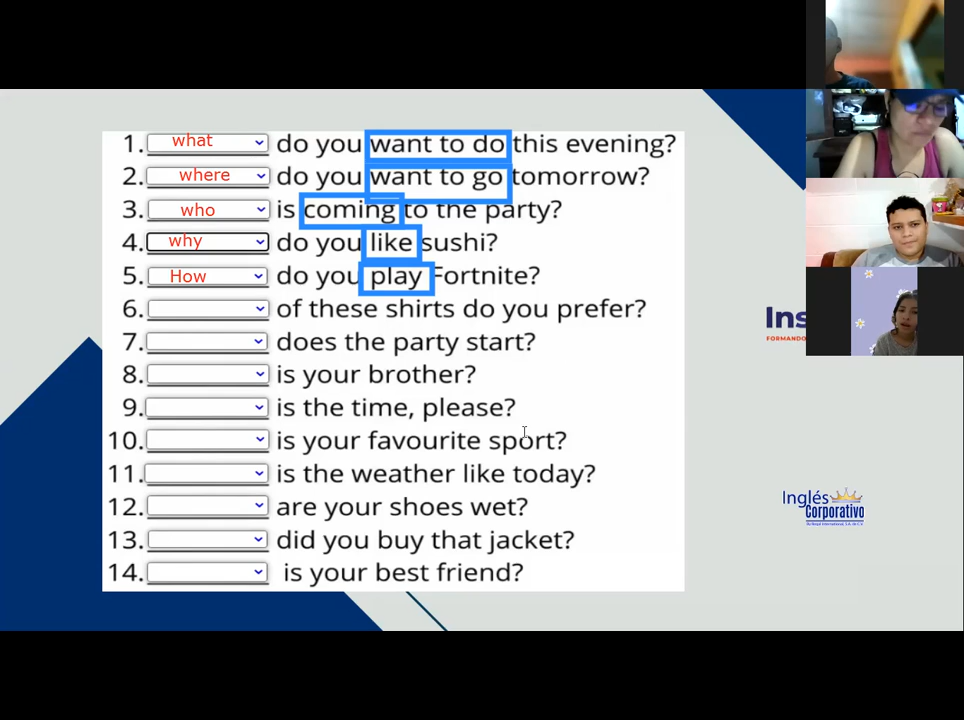 1. what do you want to do this evening?
2. where do you want to go tomorrow?
3. who is coming to the party?
4. why do you like sushi?
5. How do you play Fortnite?
6. of these shirts do you prefer?
7. does the party start?
8. is your brother?
9. is the time, please?
10. is your favourite sport?
11. is the weather like today?
12. are your shoes wet?
13. did you buy that jacket?
14. is your best friend?
Ins
FORMANDO
Inglés
Corporativo